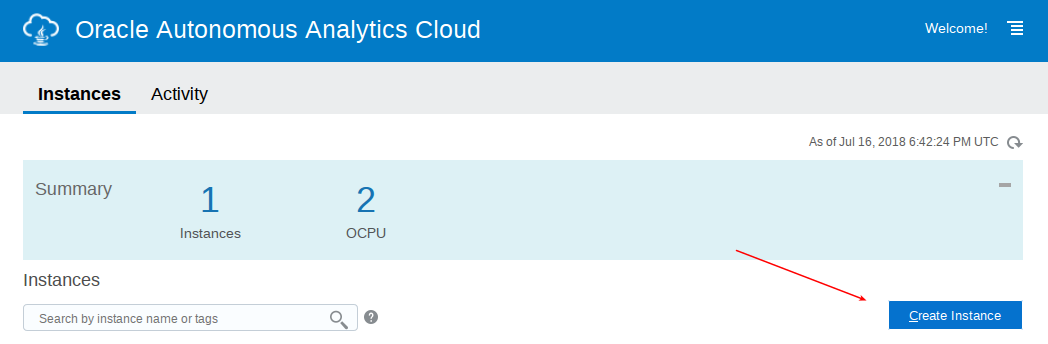 Oracle Autonomous Analytics Cloud
Welcome!
Instances
Activity
As of Jul 16, 2018 6:42:24 PM UTC
Summary
1
2
Instances
OCPU
Instances
Search by instance name or tags
?
Create Instance